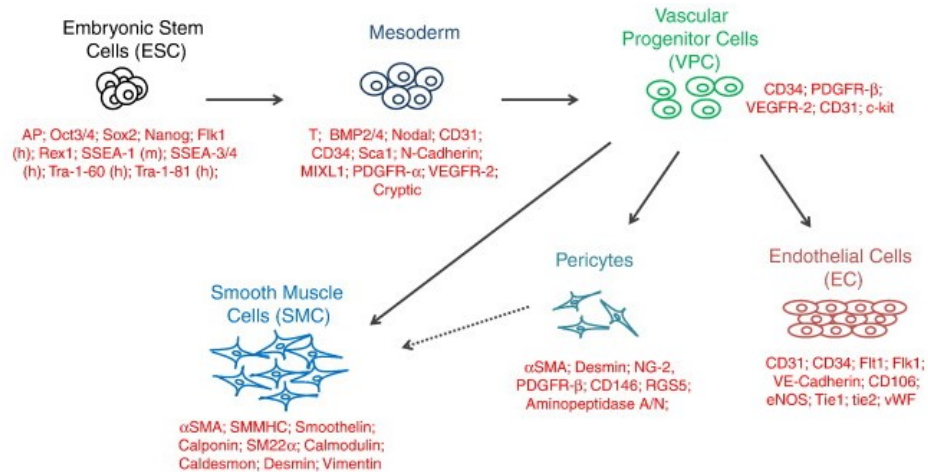 Embryonic Stem
Cells (ESC)
AP; Oct3/4; Sox2; Nanog; Flk1
(h); Rex1; SSEA-1 (m); SSEA-3/4
(h); Tra-1-60 (h); Tra-1-81 (h);
Mesoderm
T; BMP2/4; Nodal; CD31;
CD34; Sca1; N-Cadherin;
MIXL1; PDGFR-α; VEGFR-2;
Cryptic
Vascular
Progenitor Cells
(VPC)
CD34; PDGFR-β;
VEGFR-2; CD31; c-kit
Smooth Muscle
Cells (SMC)
αSMA; SMMHC; Smoothelin;
Calponin; SM22α; Calmodulin;
Caldesmon; Desmin; Vimentin
Pericytes
αSMA; Desmin; NG-2,
PDGFR-β; CD146; RGS5;
Aminopeptidase A/N;
Endothelial Cells
(EC)
CD31; CD34; Flt1; Flk1;
VE-Cadherin; CD106;
eNOS; Tie1; tie2; vWF